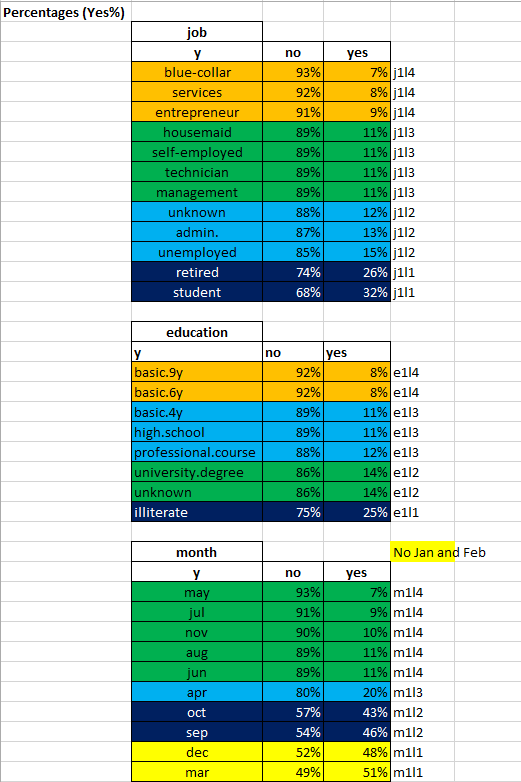 Percentages (Yes%)
job
y no yes
blue-collar 93% 7% j1l4
services 92% 8% j1l4
entrepreneur 91% 9% j1l4
housemaid 89% 11% j1l3
self-employed 89% 11% j1l3
technician 89% 11% j1l3
management 89% 11% j1l3
unknown 88% 12% j1l2
admin. 87% 13% j1l2
unemployed 85% 15% j1l2
retired 74% 26% j1l1
student 68% 32% j1l1
education
y no yes
basic.9y 92% 8% e1l4
basic.6y 92% 8% e1l4
basic.4y 89% 11% e1l3
high.school 89% 11% e1l3
professional.course 88% 12% e1l3
university.degree 86% 14% e1l2
unknown 86% 14% e1l2
illiterate 75% 25% e1l1
month No Jan and Feb
y no yes
may 93% 7% m1l4
jul 91% 9% m1l4
nov 90% 10% m1l4
aug 89% 11% m1l4
jun 89% 11% m1l4
apr 80% 20% m1l3
oct 57% 43% m1l2
sep 54% 46% m1l2
dec 52% 48% m1l1
mar 49% 51% m1l1